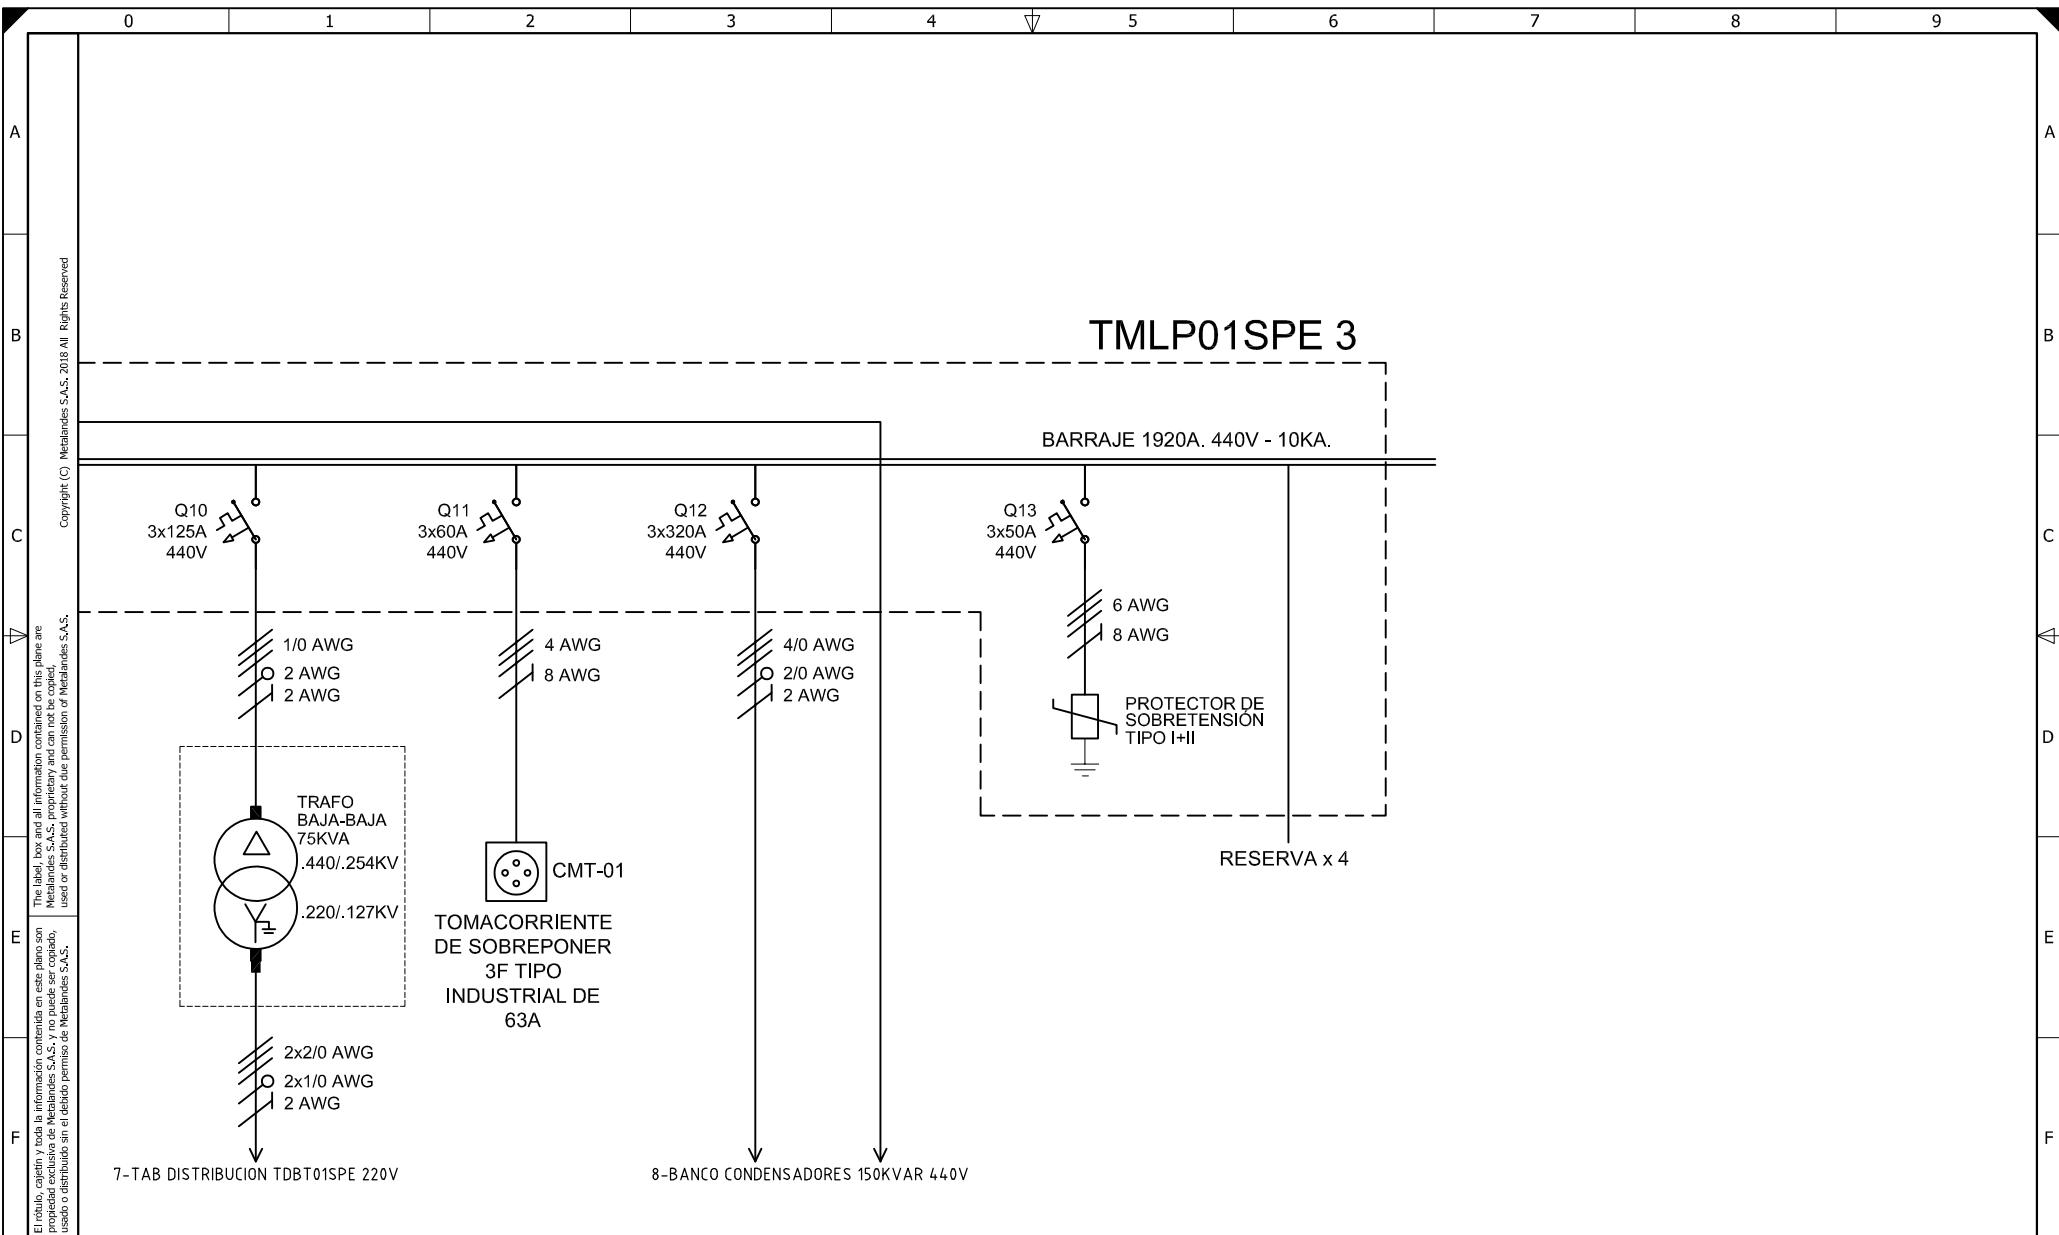 0 1 2 3 4 5 6 7 8 9
A
B
C
D
E
F
A
B
C
D
E
F
Copyright (C) Metalandes S.A.S. 2018 All Rights Reserved
The label, box and all information contained on this plane are
Metalandes S.A.S. proprietary and can not be copied,
used or distributed without due permission of Metalandes S.A.S.
El rótulo, cajetín y toda la información contenida en este plano son
propiedad exclusiva de Metalandes S.A.S. y no puede ser copiado,
usado o distribuido sin el debido permiso de Metalandes S.A.S.
TMLP01SPE 3
BARRAJE 1920A. 440V - 10KA.
Q10
3x125A
440V
Q11
3x60A
440V
Q12
3x320A
440V
Q13
3x50A
440V
1/0 AWG
2 AWG
2 AWG
4 AWG
8 AWG
4/0 AWG
2/0 AWG
2 AWG
6 AWG
8 AWG
PROTECTOR DE
SOBRETENSIÓN
TIPO I+II
TRAFO
BAJA-BAJA
75KVA
.440/.254KV
.220/.127KV
CMT-01
TOMACORRIENTE
DE SOBREPONER
3F TIPO
INDUSTRIAL DE
63A
RESERVA x 4
2x2/0 AWG
2x1/0 AWG
2 AWG
7-TAB DISTRIBUCION TDBT01SPE 220V
8-BANCO CONDENSADORES 150KVAR 440V